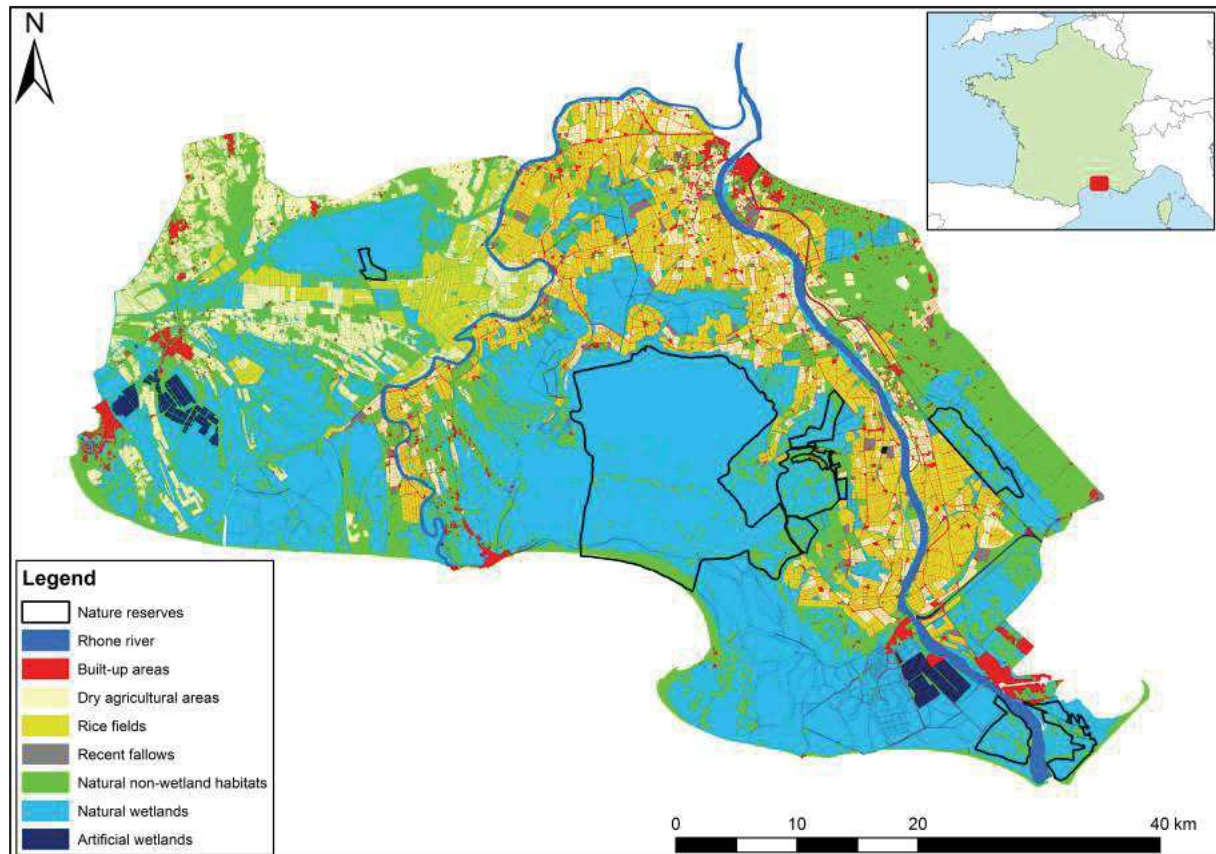 N
Legend
Nature reserves
Rhone river
Built-up areas
Dry agricultural areas
Rice fields
Recent fallows
Natural non-wetland habitats
Natural wetlands
Artificial wetlands
0 10 20 40 km